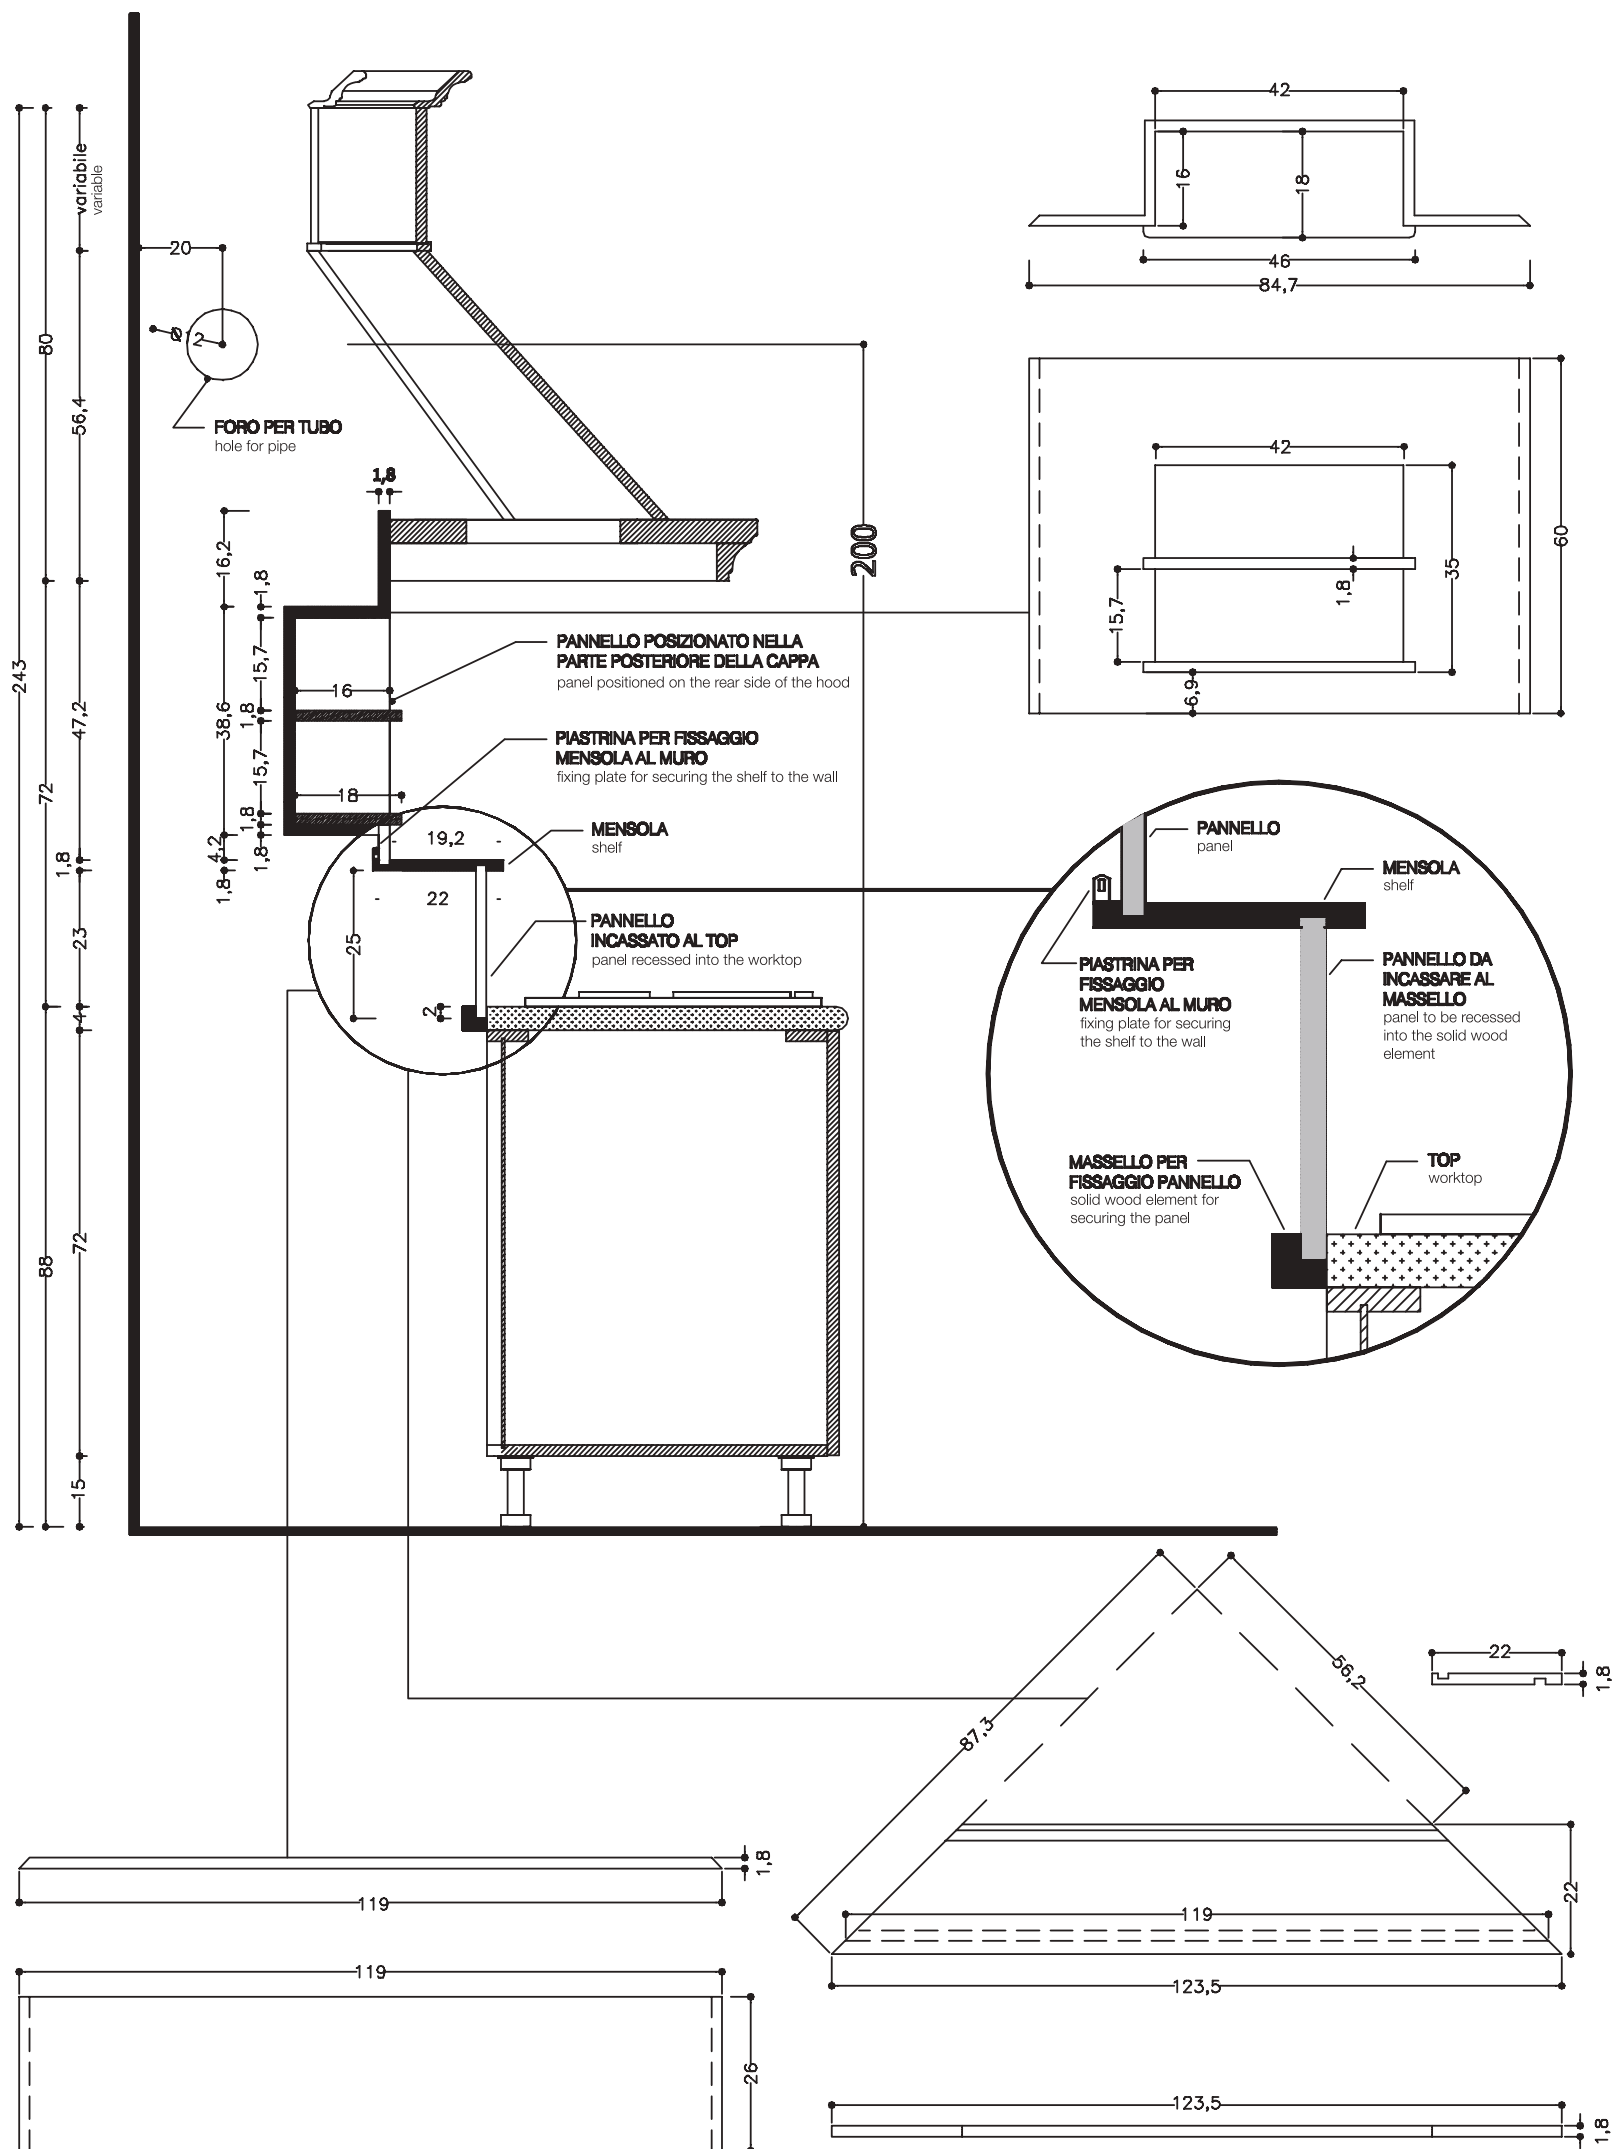 variabile
variable
243
80
56,4
47,2
72
1,8
23
4
88
72
15
20
Ø12
FORO PER TUBO
hole for pipe
1,8
16,2
1,8
38,6
15,7
1,8
15,7
1,8
4,2
1,8
1,8
16
18
200
PANNELLO POSIZIONATO NELLA
PARTE POSTERIORE DELLA CAPPA
panel positioned on the rear side of the hood
PIASTRINA PER FISSAGGIO
MENSOLA AL MURO
fixing plate for securing the shelf to the wall
19,2
MENSOLA
shelf
22
25
2
PANNELLO
INCASSATO AL TOP
panel recessed into the worktop
42
16
18
46
84,7
42
60
35
1,8
15,7
6,9
PANNELLO
panel
MENSOLA
shelf
PIASTRINA PER
FISSAGGIO
MENSOLA AL MURO
fixing plate for securing
the shelf to the wall
PANNELLO DA
INCASSARE AL
MASSELLO
panel to be recessed
into the solid wood
element
MASSELLO PER
FISSAGGIO PANNELLO
solid wood element for
securing the panel
TOP
worktop
87,3
56,2
22
1,8
1,8
119
119
26
119
22
123,5
123,5
1,8